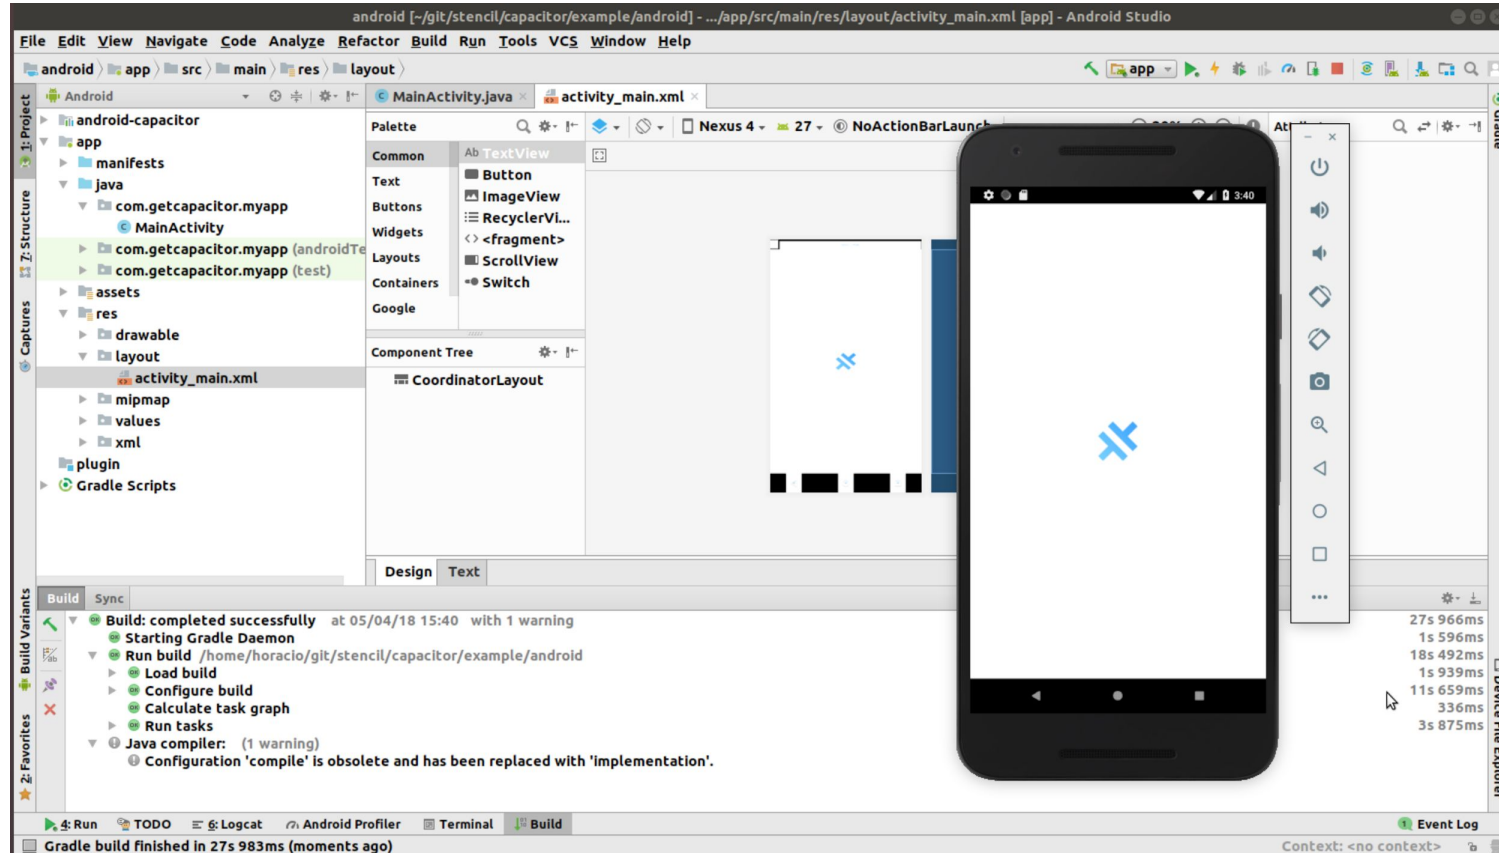 android [~/git/stencil/capacitor/example/android] - .../app/src/main/res/layout/activity_main.xml [app] - Android Studio
File Edit View Navigate Code Analyze Refactor Build Run Tools VCS Window Help
android app src main res layout
app
1: Project
Z: Structure
Captures
Build Variants
2: Favorites
Android
android-capacitor
app
manifests
java
com.getcapacitor.myapp
MainActivity
com.getcapacitor.myapp (androidTe
com.getcapacitor.myapp (test)
assets
res
drawable
layout
activity_main.xml
mipmap
values
xml
plugin
Gradle Scripts
MainActivity.java
activity_main.xml
Palette
Common
Text
Buttons
Widgets
Layouts
Containers
Google
Ab TextView
Button
ImageView
RecyclerVi...
<fragment>
ScrollView
Switch
Component Tree
CoordinatorLayout
Nexus 4 27 NoActionBarLaunch
3:40
Design Text
Build Sync
Build: completed successfully at 05/04/18 15:40 with 1 warning 27s 966ms
Starting Gradle Daemon 1s 596ms
Run build /home/horacio/git/stencil/capacitor/example/android 18s 492ms
Load build 1s 939ms
Configure build 11s 659ms
Calculate task graph 336ms
Run tasks 3s 875ms
Java compiler: (1 warning)
Configuration 'compile' is obsolete and has been replaced with 'implementation'.
Gradle
Device File Explorer
4: Run TODO 6: Logcat Android Profiler Terminal Build 1 Event Log
Gradle build finished in 27s 983ms (moments ago) Context: <no context>